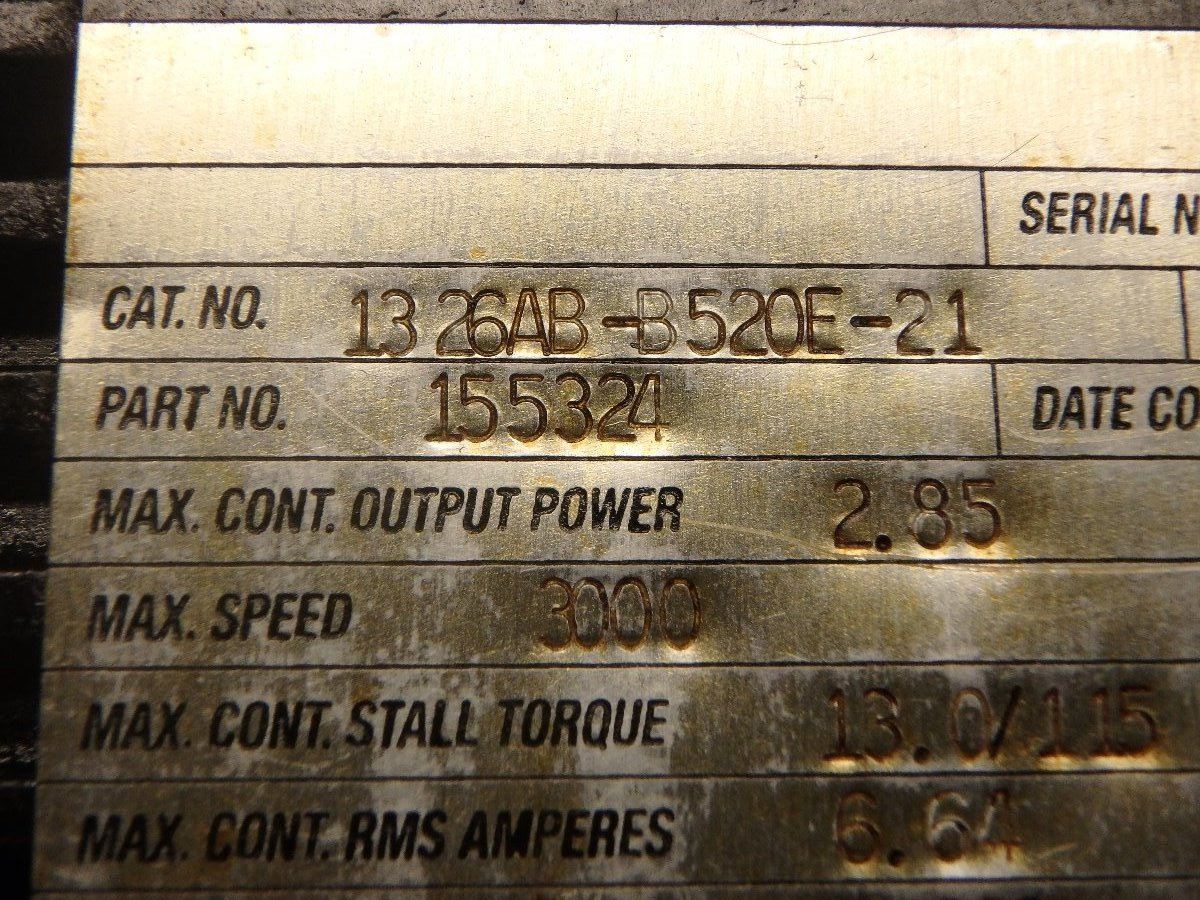 SERIAL N
CAT. NO. 1326AB-B520E-21
PART NO. 155324 DATE CO
MAX. CONT. OUTPUT POWER 2.85
MAX. SPEED 3000
MAX. CONT. STALL TORQUE 13.0/115
MAX. CONT. RMS AMPERES 6.64